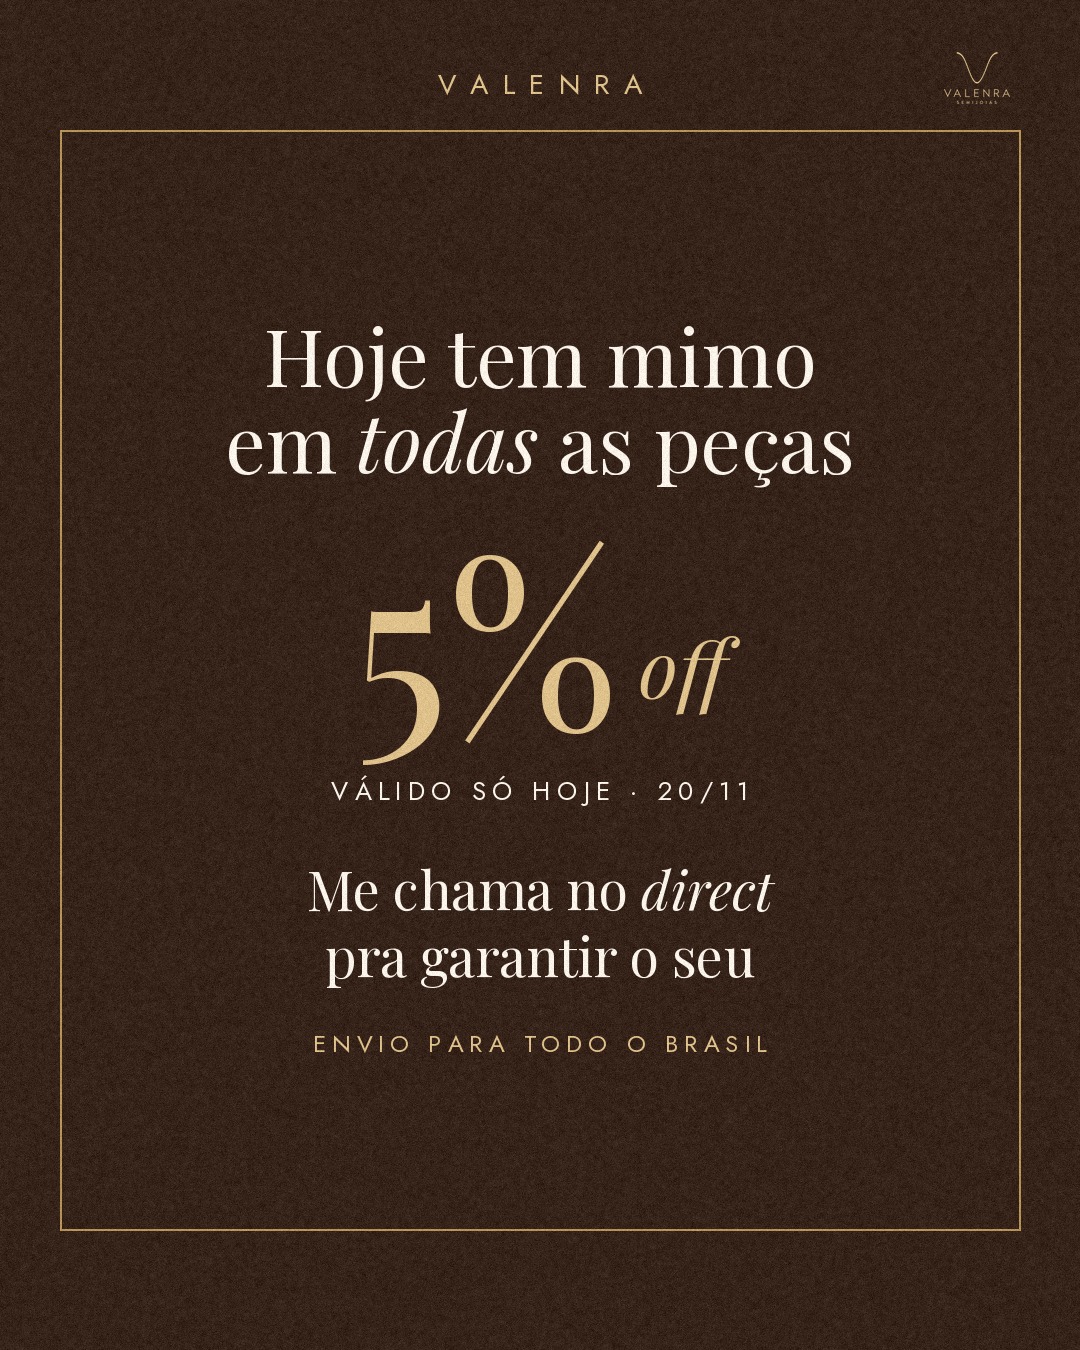 VALENRA
VALENRA
SEMIJOIAS
Hoje tem mimo
em todas as peças
5% off
VÁLIDO SÓ HOJE · 20/11
Me chama no direct
pra garantir o seu
ENVIO PARA TODO O BRASIL